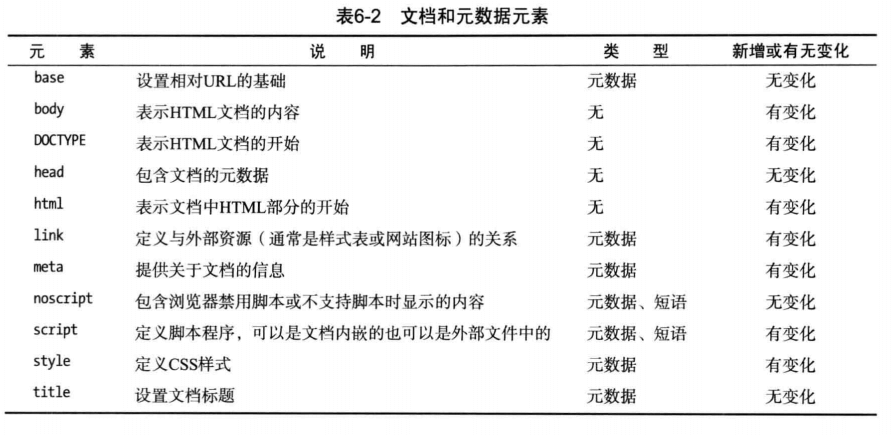 表6-2 文档和元数据元素
元 素 说 明 类 型 新增或有无变化
base 设置相对URL的基础 元数据 无变化
body 表示HTML文档的内容 无 有变化
DOCTYPE 表示HTML文档的开始 无 有变化
head 包含文档的元数据 无 无变化
html 表示文档中HTML部分的开始 无 有变化
link 定义与外部资源（通常是样式表或网站图标）的关系 元数据 有变化
meta 提供关于文档的信息 元数据 有变化
noscript 包含浏览器禁用脚本或不支持脚本时显示的内容 元数据、短语 无变化
script 定义脚本程序，可以是文档内嵌的也可以是外部文件中的 元数据、短语 有变化
style 定义CSS样式 元数据 有变化
title 设置文档标题 元数据 无变化